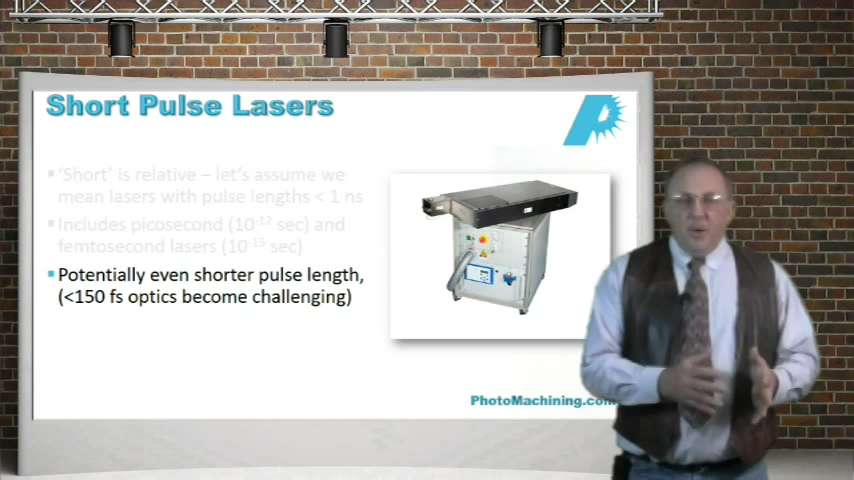 Short Pulse Lasers
▪ 'Short' is relative – let's assume we
mean lasers with pulse lengths < 1 ns
▪ Includes picosecond (10⁻¹² sec) and
femtosecond lasers (10⁻¹⁵ sec)
▪ Potentially even shorter pulse length,
(<150 fs optics become challenging)
PhotoMachining.com